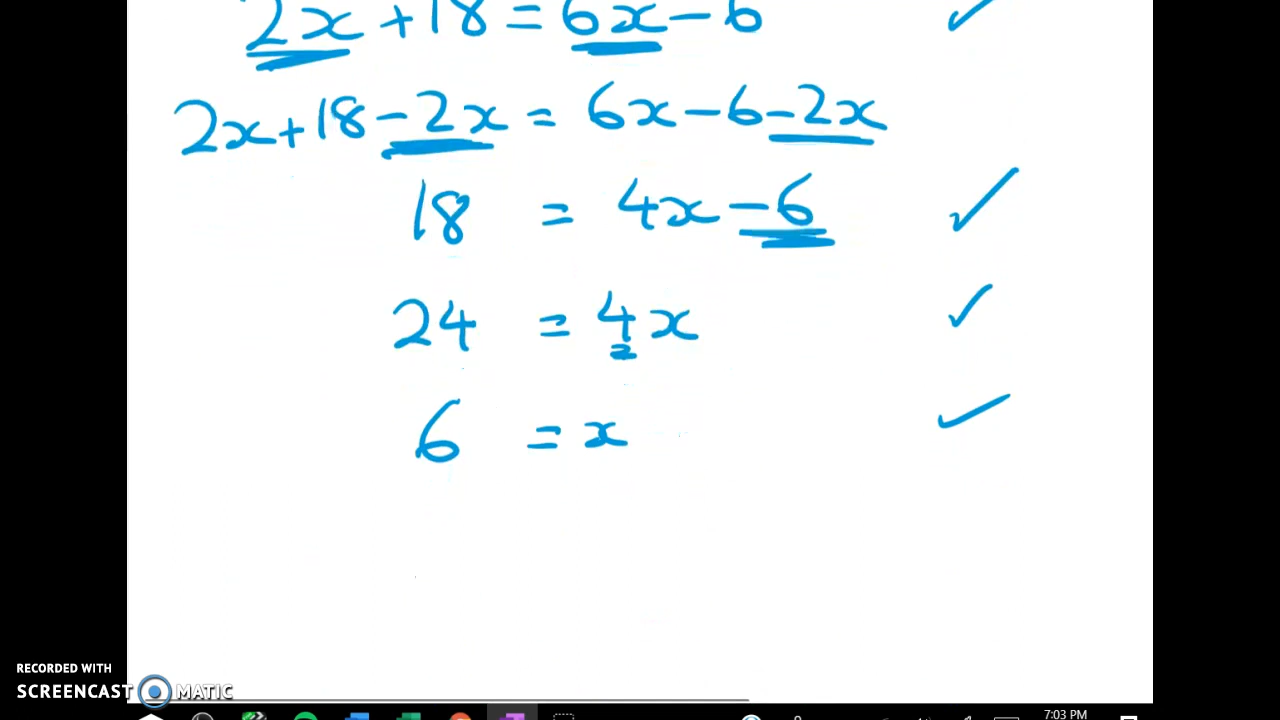 2x + 18 = 6x - 6 ✓
2x + 18 - 2x = 6x - 6 - 2x
18 = 4x - 6 ✓
24 = 4x ✓
6 = x ✓
RECORDED WITH
SCREENCAST MATIC
7:03 PM